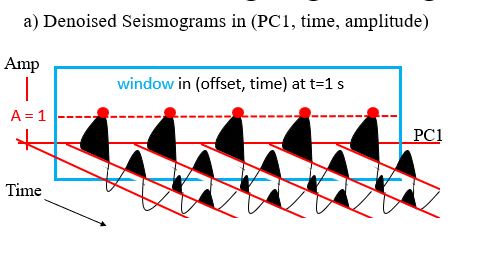 a) Denoised Seismograms in (PC1, time, amplitude)
Amp
window in (offset, time) at t=1 s
A = 1
PC1
Time